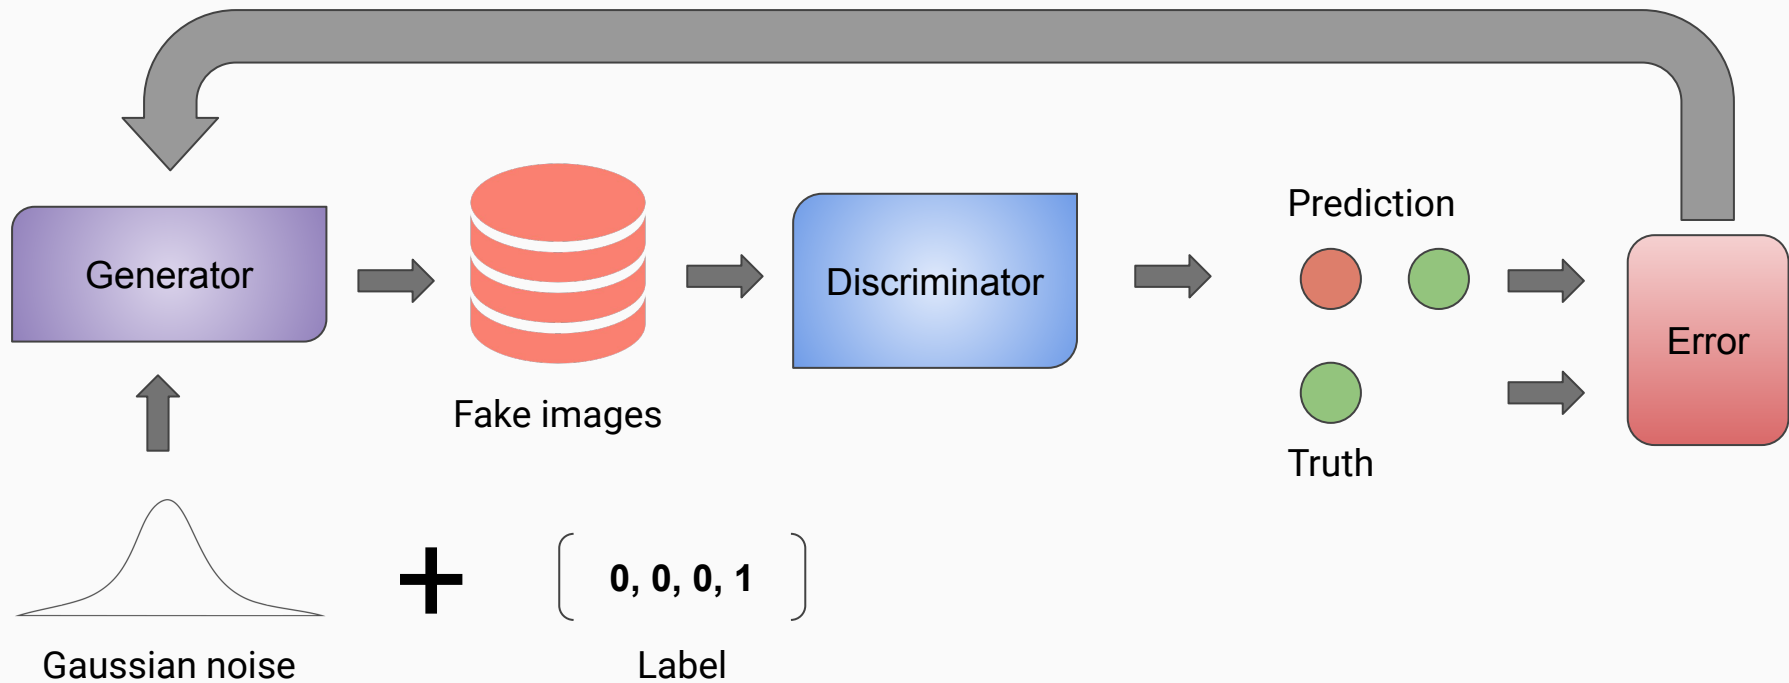 Generator
Fake images
Discriminator
Prediction
Truth
Error
Gaussian noise
0, 0, 0, 1
Label